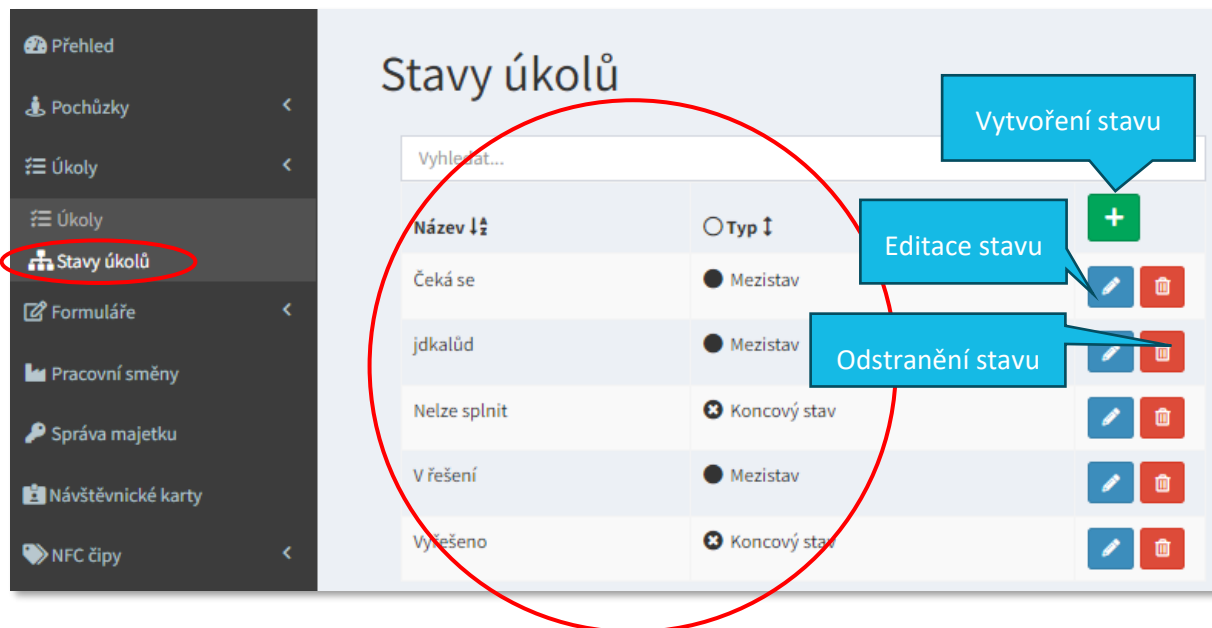 Přehled
Pochůzky
Úkoly
Úkoly
Stavy úkolů
Formuláře
Pracovní směny
Správa majetku
Návštěvnické karty
NFC čipy
Stavy úkolů
Vytvoření stavu
Vyhledat...
Název Typ
Editace stavu
Čeká se Mezistav
jdkalůd Mezistav
Odstranění stavu
Nelze splnit Koncový stav
V řešení Mezistav
Vyřešeno Koncový stav